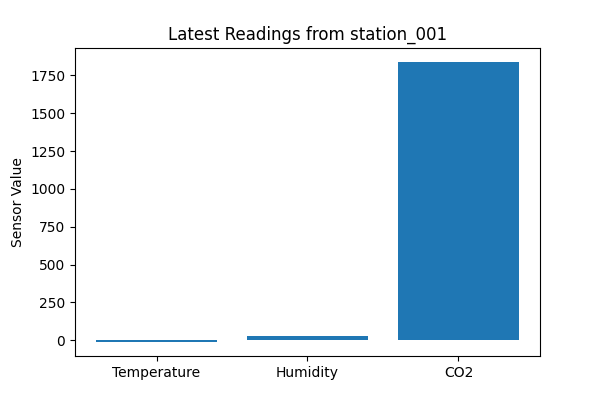 Latest Readings from station_001
Sensor Value
1750
1500
1250
1000
750
500
250
0
Temperature
Humidity
CO2